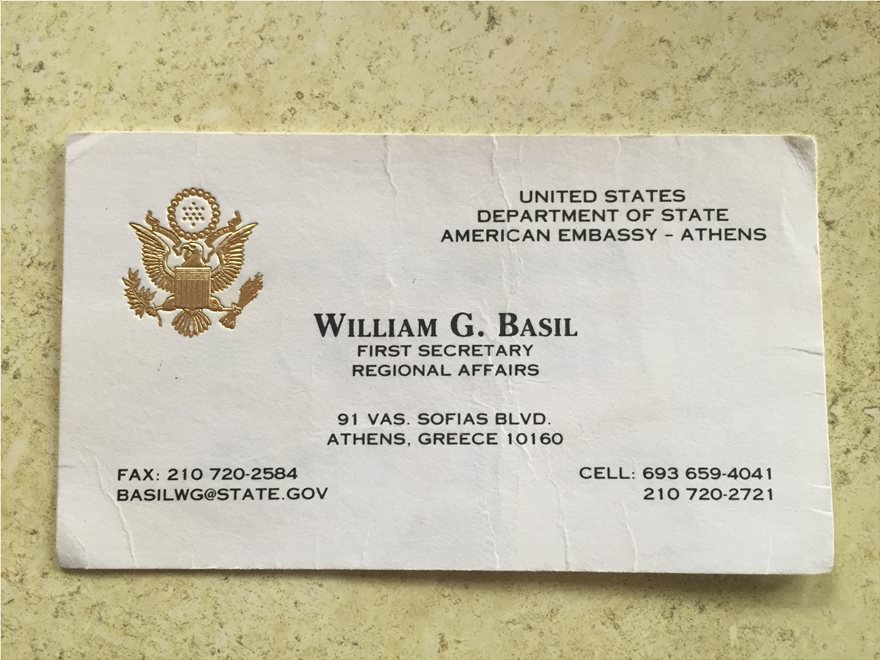 UNITED STATES
DEPARTMENT OF STATE
AMERICAN EMBASSY – ATHENS
WILLIAM G. BASIL
FIRST SECRETARY
REGIONAL AFFAIRS
91 VAS. SOFIAS BLVD.
ATHENS, GREECE 10160
FAX: 210 720-2584
BASILWG@STATE.GOV
CELL: 693 659-4041
210 720-2721